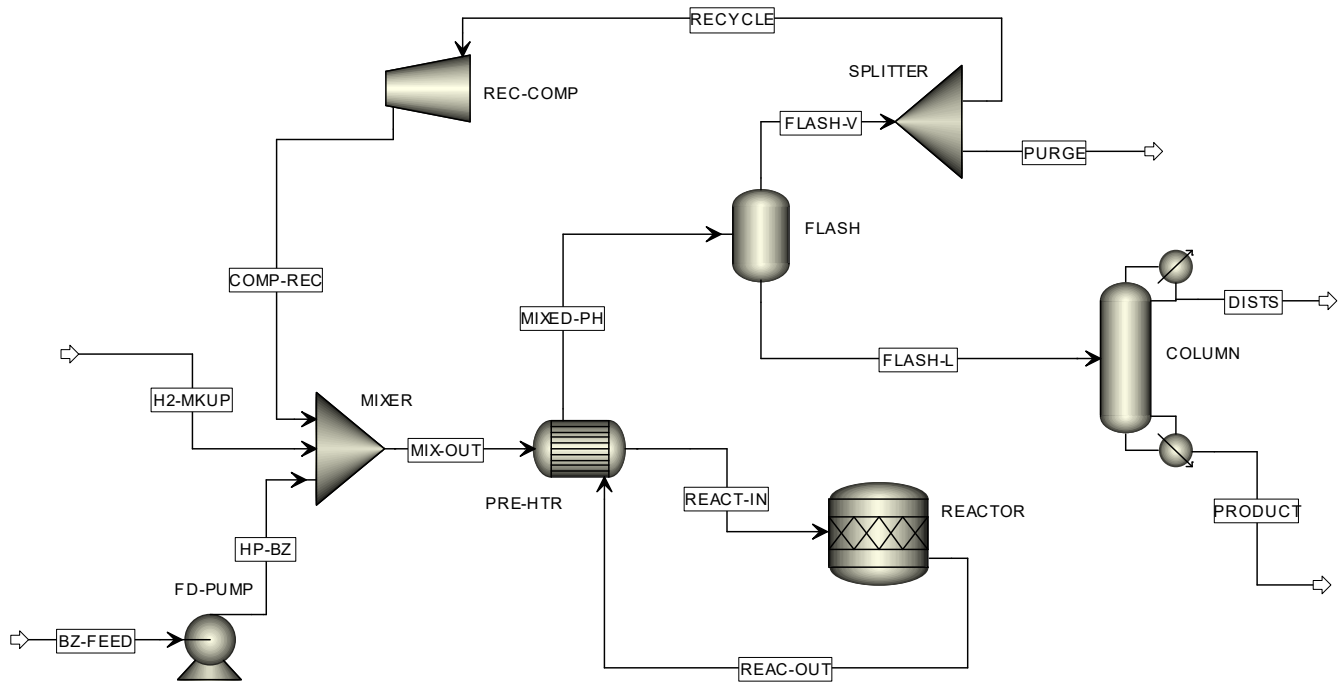 RECYCLE
SPLITTER
REC-COMP
FLASH-V
PURGE
FLASH
COMP-REC
DISTS
MIXED-PH
COLUMN
FLASH-L
H2-MKUP
MIXER
MIX-OUT
PRE-HTR
REACT-IN
REACTOR
PRODUCT
HP-BZ
FD-PUMP
BZ-FEED
REAC-OUT